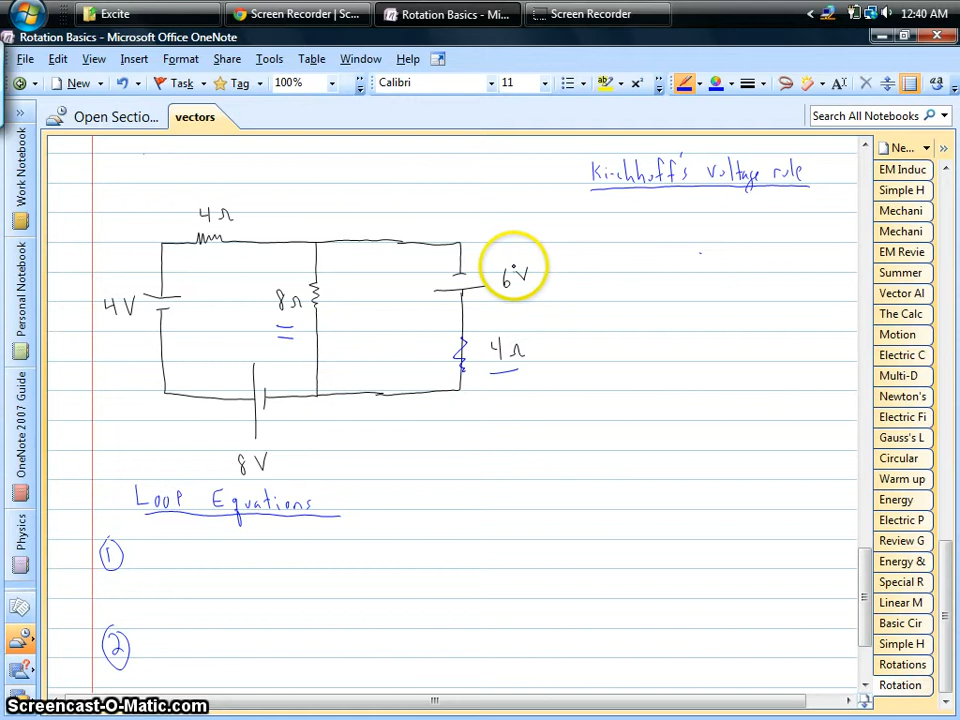 Excite
Screen Recorder | Sc...
Rotation Basics - Mi...
Screen Recorder
12:40 AM
Rotation Basics - Microsoft Office OneNote
File Edit View Insert Format Share Tools Table Window Help
New Task Tag 100% Calibri 11
Open Sectio... vectors Search All Notebooks
Work Notebook
Personal Notebook
OneNote 2007 Guide
Physics
Ne...
EM Induc
Simple H
Mechani
Mechani
EM Revie
Summer
Vector Al
The Calc
Motion
Electric C
Multi-D
Newton's
Electric Fi
Gauss's L
Circular
Warm up
Energy
Electric P
Review G
Energy &
Special R
Linear M
Basic Cir
Simple H
Rotations
Rotation
Kirchhoff's voltage rule
4 Ω
4 V
8 Ω
6 V
4 Ω
8 V
Loop Equations
1
2
Screencast-O-Matic.com